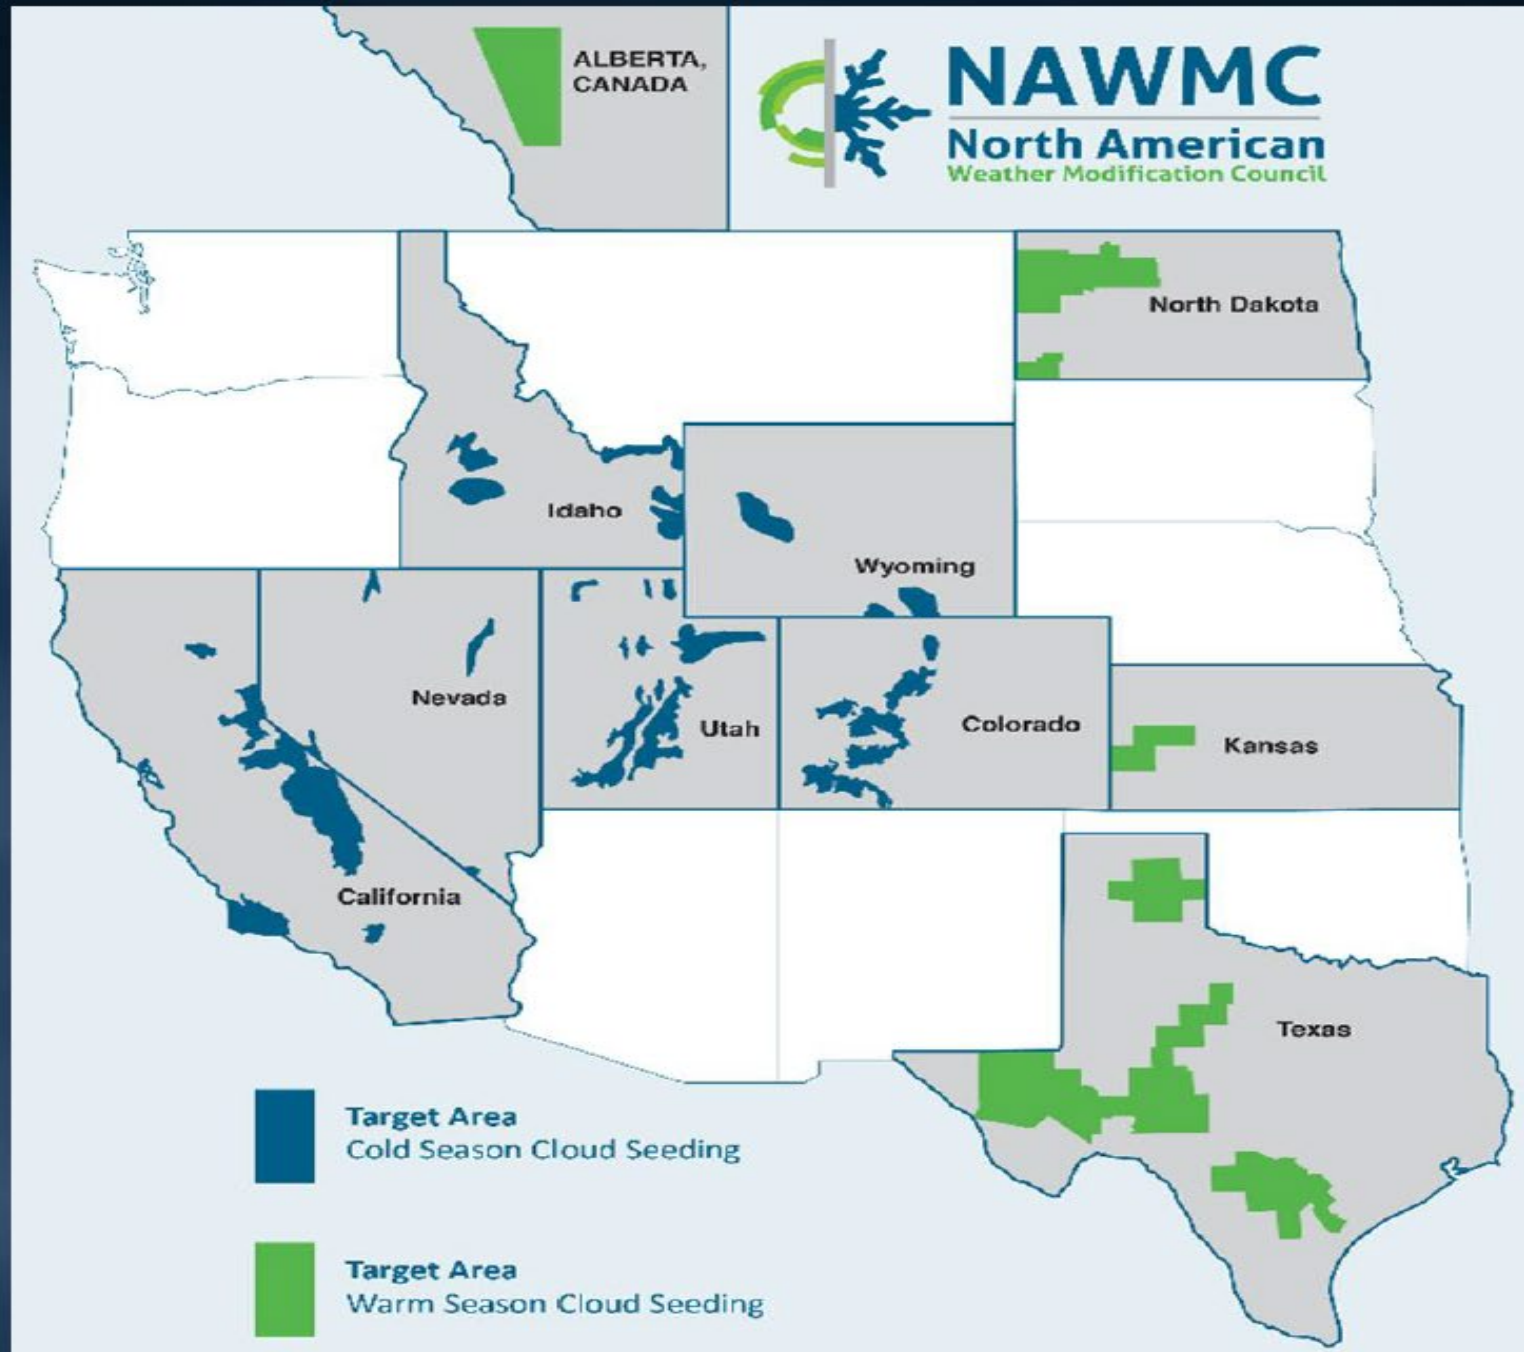 ALBERTA,
CANADA
NAWMC
North American
Weather Modification Council
North Dakota
Idaho
Wyoming
Nevada
Utah
Colorado
Kansas
California
Texas
Target Area
Cold Season Cloud Seeding
Target Area
Warm Season Cloud Seeding